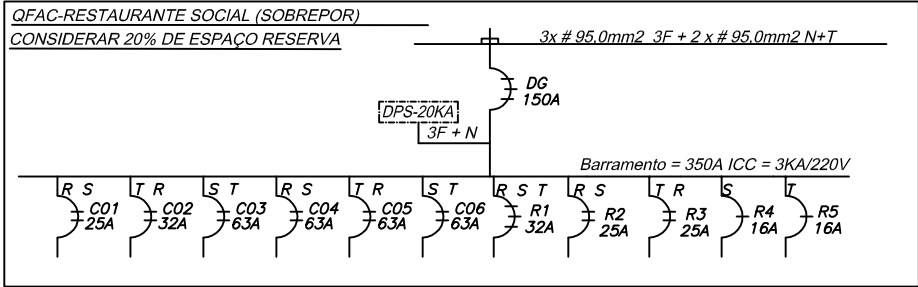 QFAC-RESTAURANTE SOCIAL (SOBREPOR)
CONSIDERAR 20% DE ESPAÇO RESERVA
3x # 95,0mm2 3F + 2 x # 95,0mm2 N+T
DG
150A
DPS-20KA
3F + N
Barramento = 350A ICC = 3KA/220V
R S
C01
25A
T R
C02
32A
S T
C03
63A
R S
C04
63A
T R
C05
63A
S T
C06
63A
R S T
R1
32A
R S
R2
25A
T R
R3
25A
S
R4
16A
T
R5
16A